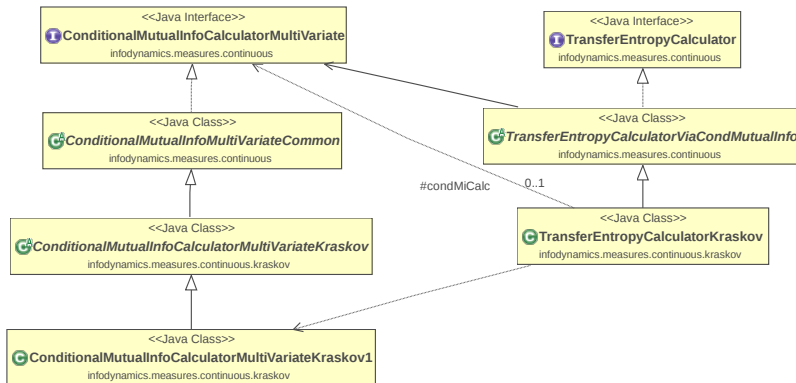 <<Java Interface>>
ConditionalMutualInfoCalculatorMultiVariate
infodynamics.measures.continuous
<<Java Interface>>
TransferEntropyCalculator
infodynamics.measures.continuous
<<Java Class>>
ConditionalMutualInfoMultiVariateCommon
infodynamics.measures.continuous
<<Java Class>>
TransferEntropyCalculatorViaCondMutualInfo
infodynamics.measures.continuous
#condMiCalc
0..1
<<Java Class>>
ConditionalMutualInfoCalculatorMultiVariateKraskov
infodynamics.measures.continuous.kraskov
<<Java Class>>
TransferEntropyCalculatorKraskov
infodynamics.measures.continuous.kraskov
<<Java Class>>
ConditionalMutualInfoCalculatorMultiVariateKraskov1
infodynamics.measures.continuous.kraskov